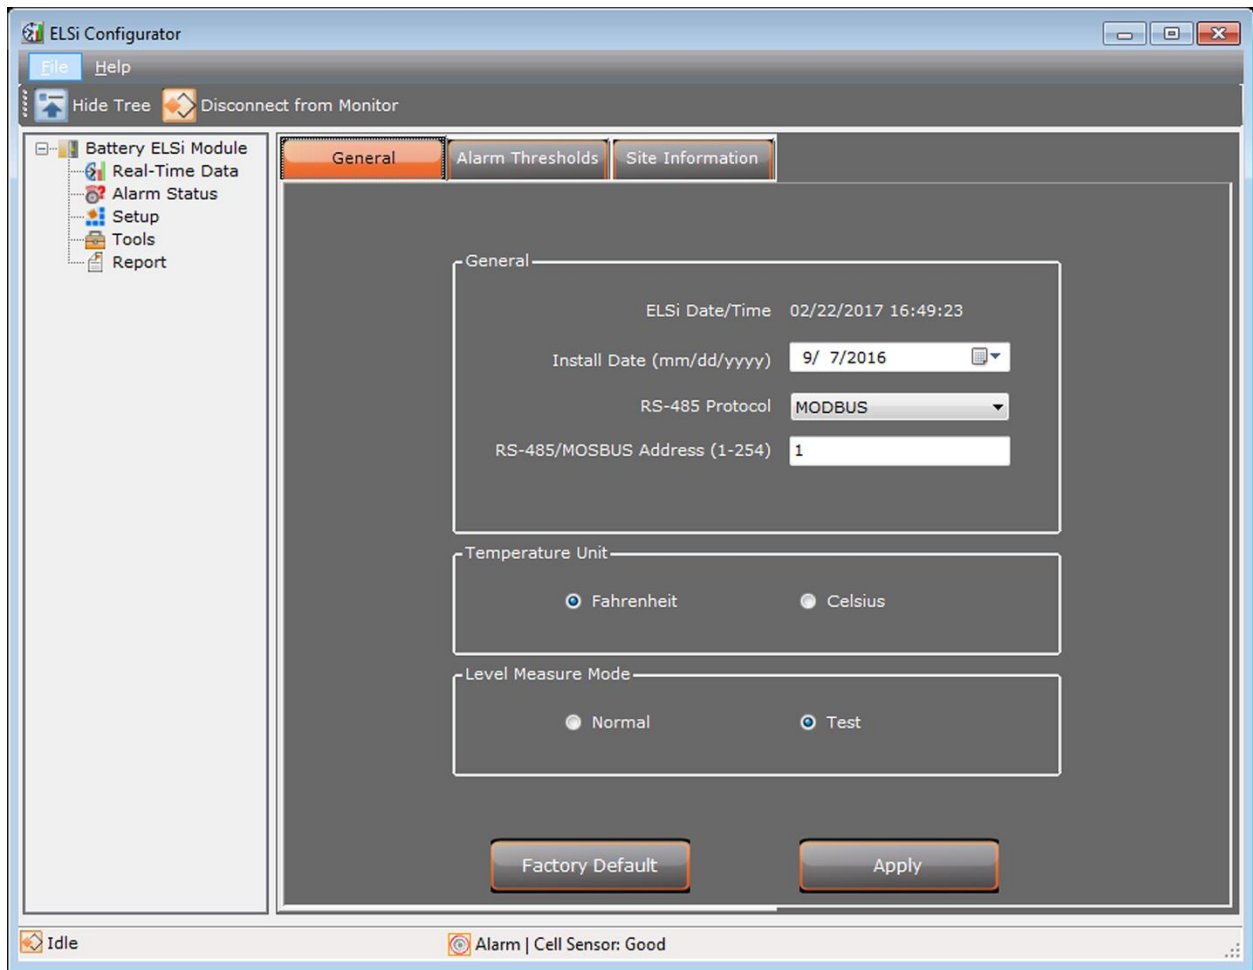 ELSi Configurator
File Help
Hide Tree Disconnect from Monitor
Battery ELSi Module
Real-Time Data
Alarm Status
Setup
Tools
Report
General Alarm Thresholds Site Information
General
ELSi Date/Time 02/22/2017 16:49:23
Install Date (mm/dd/yyyy) 9/ 7/2016
RS-485 Protocol MODBUS
RS-485/MOSBUS Address (1-254) 1
Temperature Unit
Fahrenheit Celsius
Level Measure Mode
Normal Test
Factory Default Apply
Idle Alarm | Cell Sensor: Good